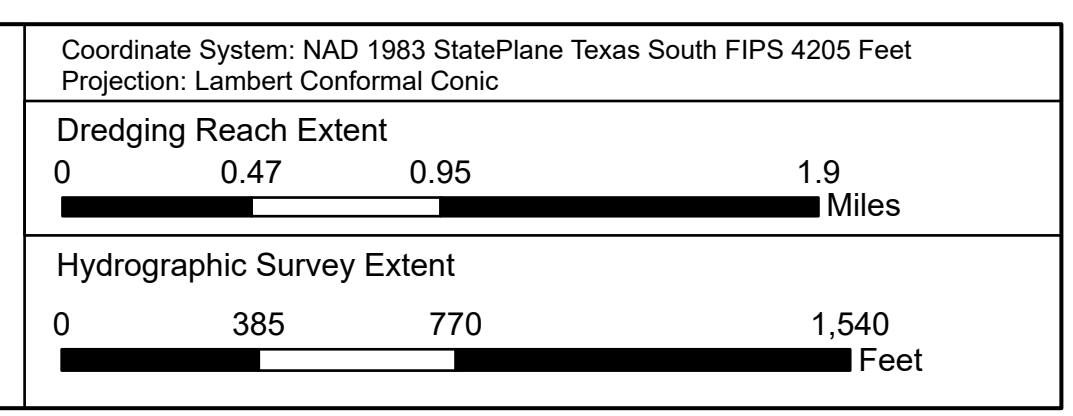 Coordinate System: NAD 1983 StatePlane Texas South FIPS 4205 Feet
Projection: Lambert Conformal Conic
Dredging Reach Extent
0 0.47 0.95 1.9
Miles
Hydrographic Survey Extent
0 385 770 1,540
Feet